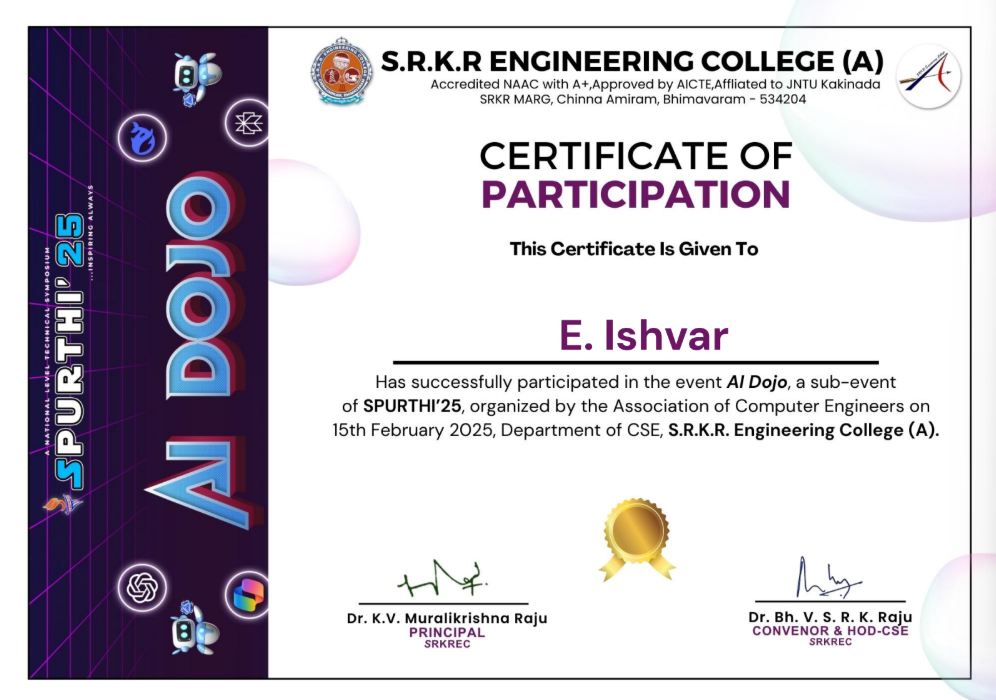 S.R.K.R ENGINEERING COLLEGE (A)
Accredited NAAC with A+,Approved by AICTE,Affliated to JNTU Kakinada
SRKR MARG, Chinna Amiram, Bhimavaram - 534204
CERTIFICATE OF
PARTICIPATION
This Certificate Is Given To
E. Ishvar
Has successfully participated in the event AI Dojo, a sub-event
of SPURTHI'25, organized by the Association of Computer Engineers on
15th February 2025, Department of CSE, S.R.K.R. Engineering College (A).
Dr. K.V. Muralikrishna Raju
PRINCIPAL
SRKREC
Dr. Bh. V. S. R. K. Raju
CONVENOR & HOD-CSE
SRKREC
A NATIONAL LEVEL TECHNICAL SYMPOSIUM
SPURTHI' 25
...INSPIRING ALWAYS
AI DOJO